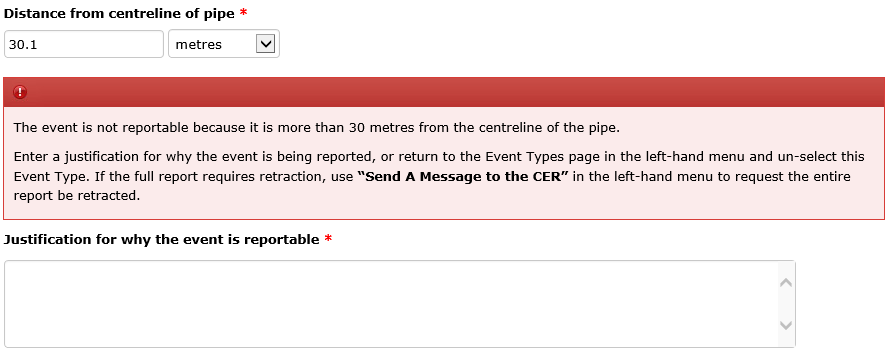 Distance from centreline of pipe *
30.1 metres
The event is not reportable because it is more than 30 metres from the centreline of the pipe.
Enter a justification for why the event is being reported, or return to the Event Types page in the left-hand menu and un-select this
Event Type. If the full report requires retraction, use “Send A Message to the CER” in the left-hand menu to request the entire
report be retracted.
Justification for why the event is reportable *